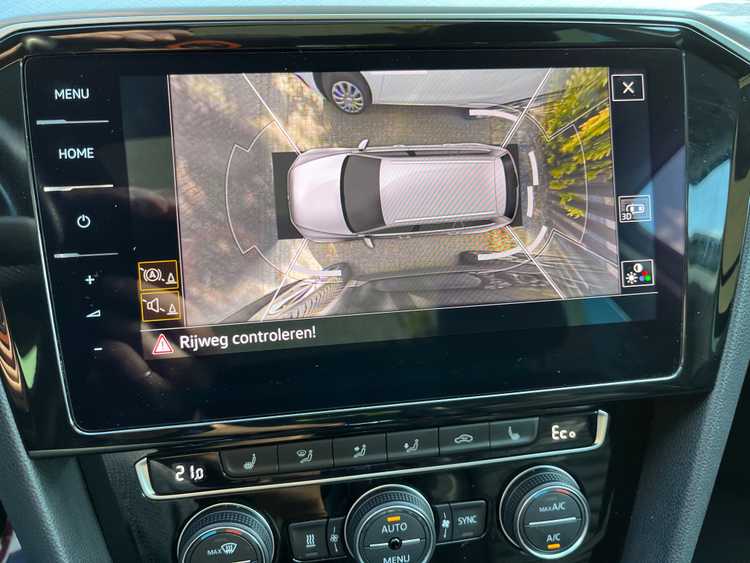 MENU
HOME
+
-
3D
Rijweg controleren!
21.0
Eco
MAX
AUTO
MENU
SYNC
MAX A/C
A/C